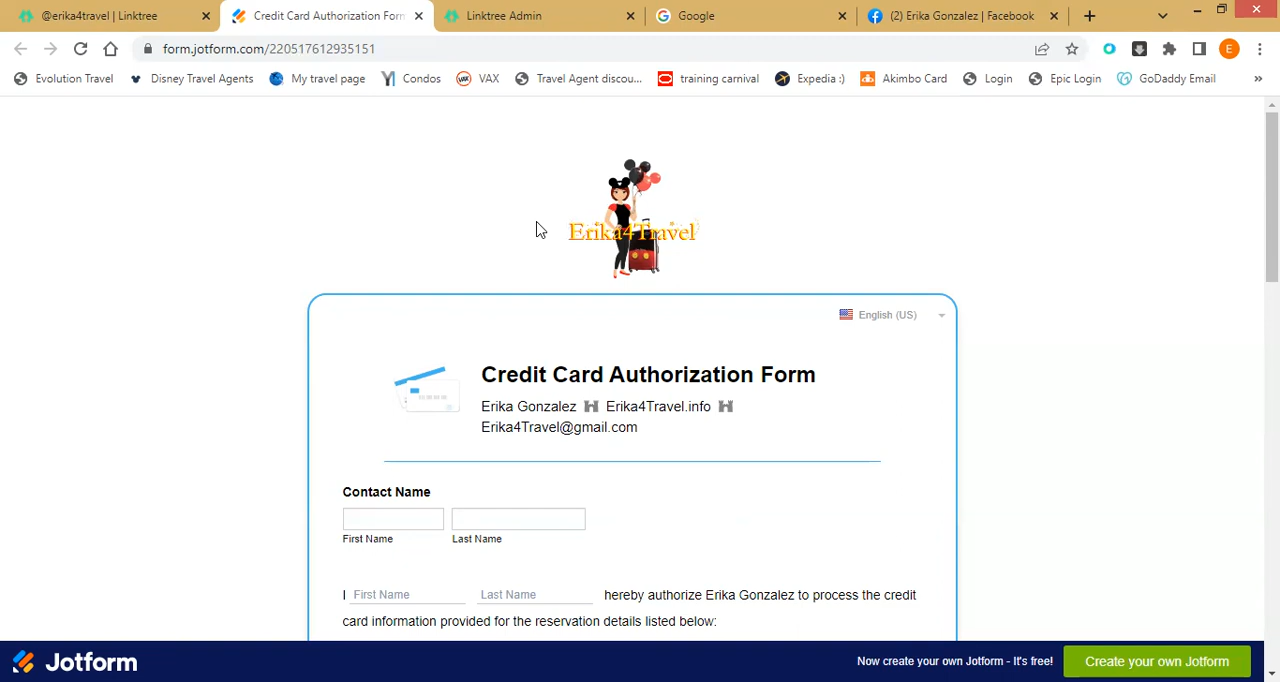 @erika4travel | Linktree
Credit Card Authorization Form
Linktree Admin
Google
(2) Erika Gonzalez | Facebook
form.jotform.com/220517612935151
E
Evolution Travel
Disney Travel Agents
My travel page
Condos
VAX
Travel Agent discou...
training carnival
Expedia :)
Akimbo Card
Login
Epic Login
GoDaddy Email
»
Erika4Travel
English (US)
Credit Card Authorization Form
Erika Gonzalez Erika4Travel.info
Erika4Travel@gmail.com
Contact Name
First Name Last Name
I First Name Last Name hereby authorize Erika Gonzalez to process the credit
card information provided for the reservation details listed below:
Jotform
Now create your own Jotform - It's free!
Create your own Jotform